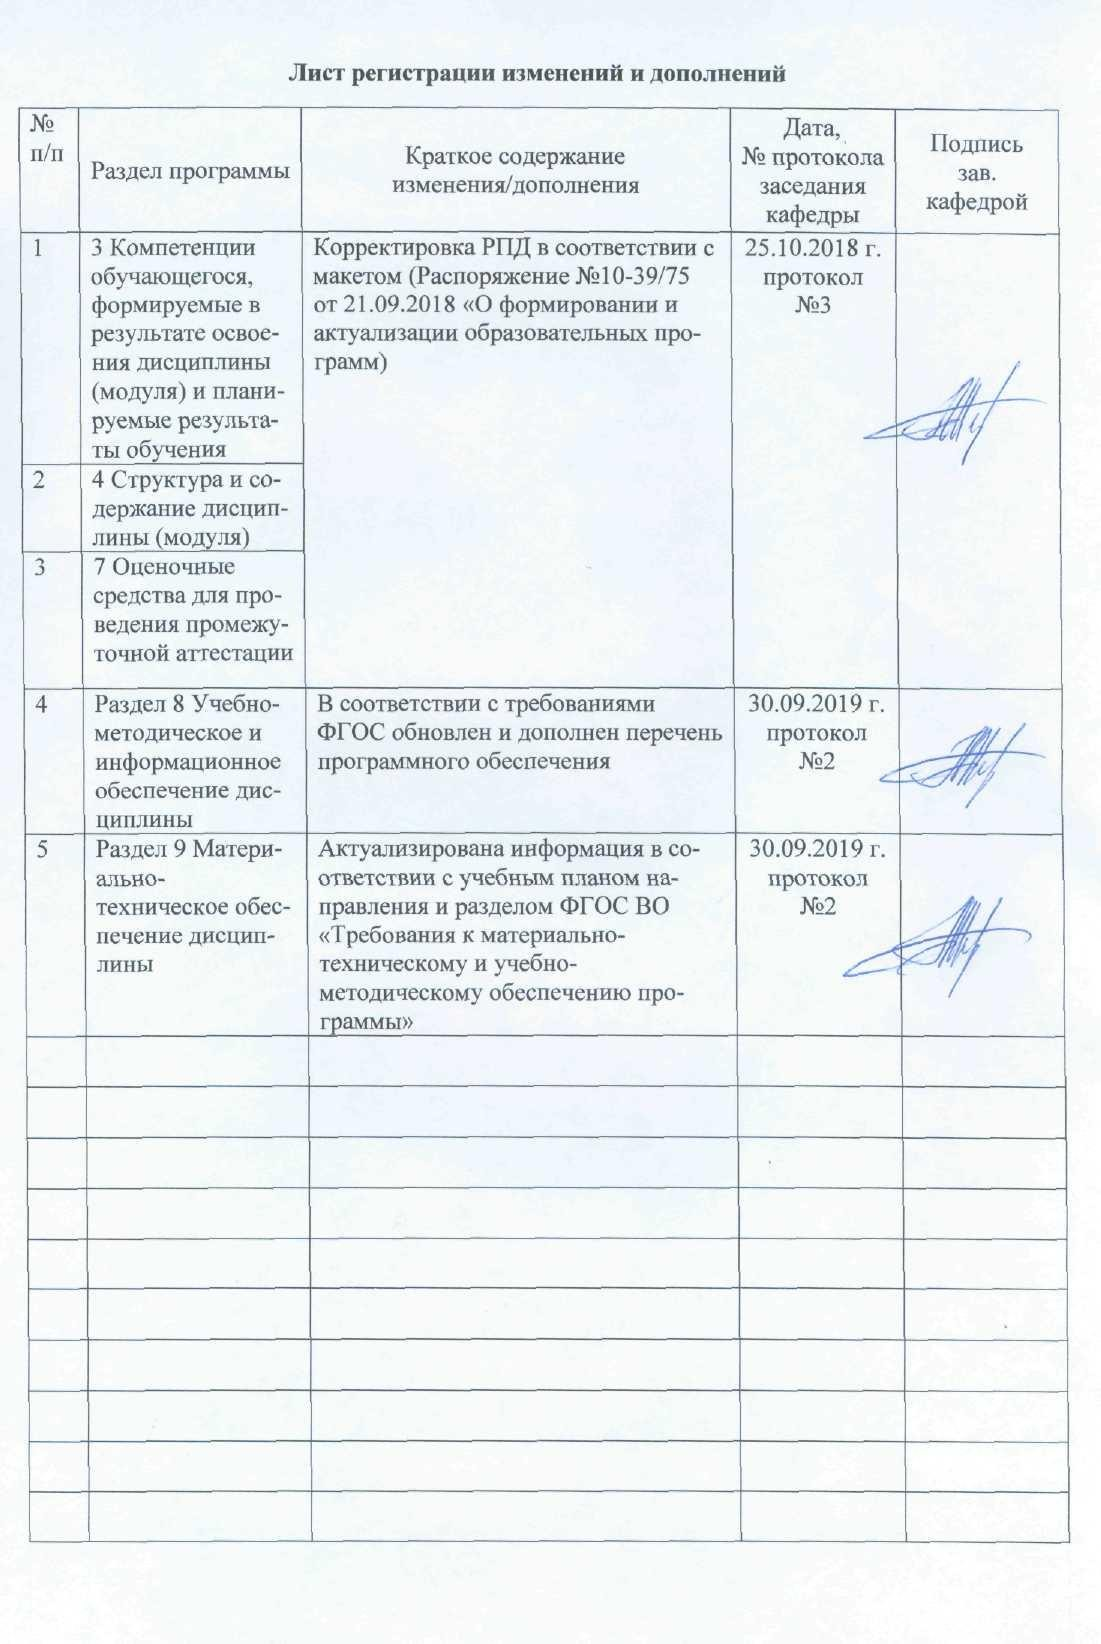 Лист регистрации изменений и дополнений
№
п/п
Раздел программы
Краткое содержание
изменения/дополнения
Дата,
№ протокола
заседания
кафедры
Подпись
зав.
кафедрой
1
3 Компетенции
обучающегося,
формируемые в
результате освое-
ния дисциплины
(модуля) и плани-
руемые результа-
ты обучения
Корректировка РПД в соответствии с
макетом (Распоряжение №10-39/75
от 21.09.2018 «О формировании и
актуализации образовательных про-
грамм)
25.10.2018 г.
протокол
№3
2
4 Структура и со-
держание дисцип-
лины (модуля)
3
7 Оценочные
средства для про-
ведения промежу-
точной аттестации
4
Раздел 8 Учебно-
методическое и
информационное
обеспечение дис-
циплины
В соответствии с требованиями
ФГОС обновлен и дополнен перечень
программного обеспечения
30.09.2019 г.
протокол
№2
5
Раздел 9 Матери-
ально-
техническое обес-
печение дисцип-
лины
Актуализирована информация в со-
ответствии с учебным планом на-
правления и разделом ФГОС ВО
«Требования к материально-
техническому и учебно-
методическому обеспечению про-
граммы»
30.09.2019 г.
протокол
№2